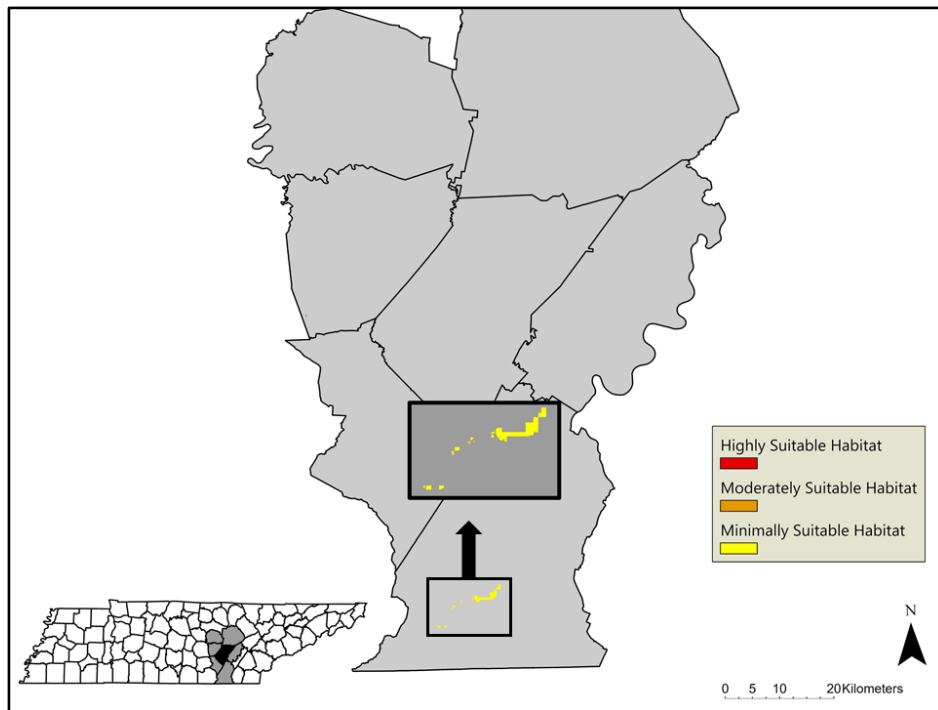 Highly Suitable Habitat
Moderately Suitable Habitat
Minimally Suitable Habitat
N
0 5 10 20Kilometers